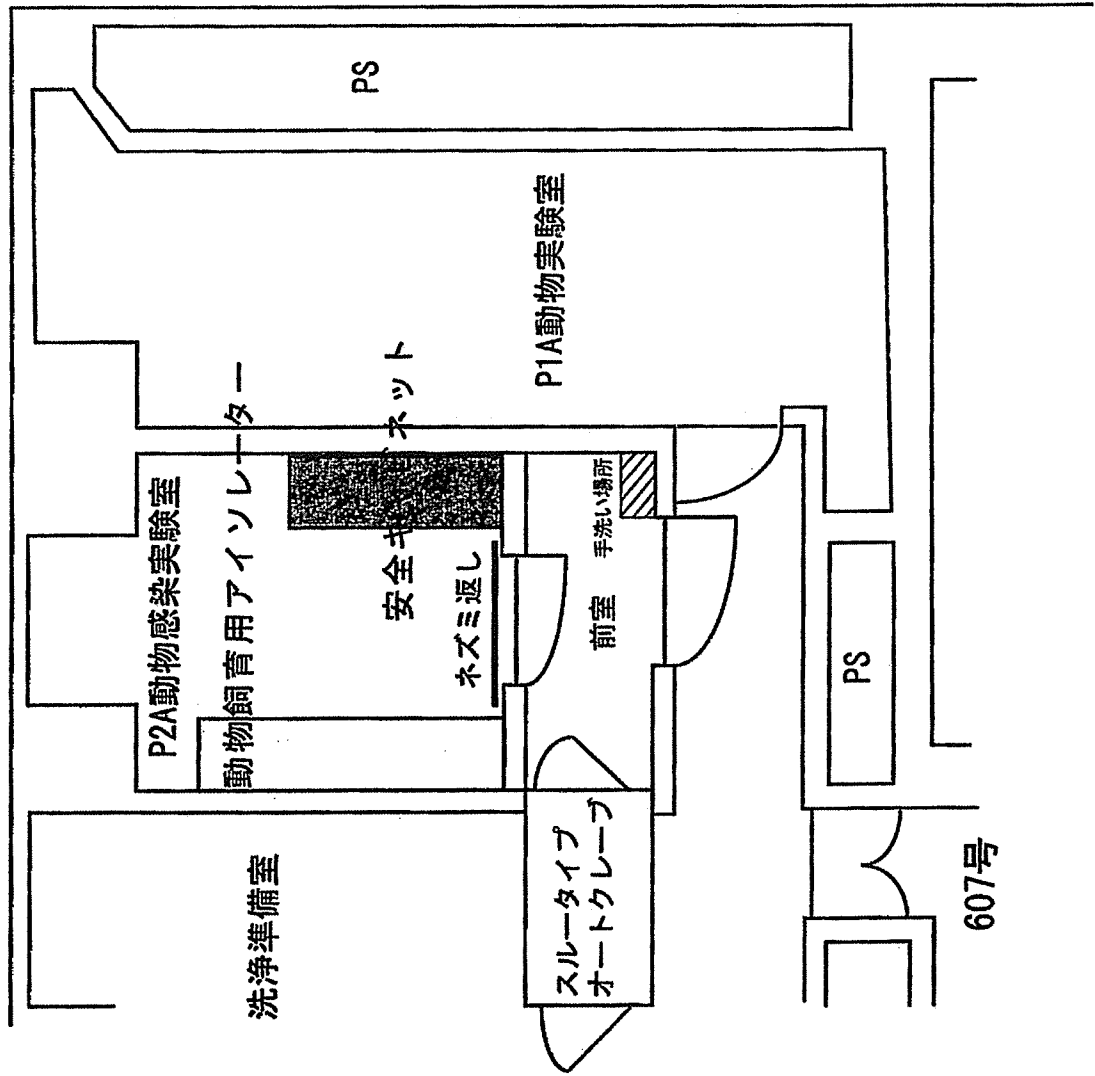 洗浄準備室
スルータイプ
オートクレーブ
607号
P2A動物感染実験室
動物飼育用アイソレーター
安全キャビネット
ネズミ返し
前室
手洗い場所
PS
P1A動物実験室
PS